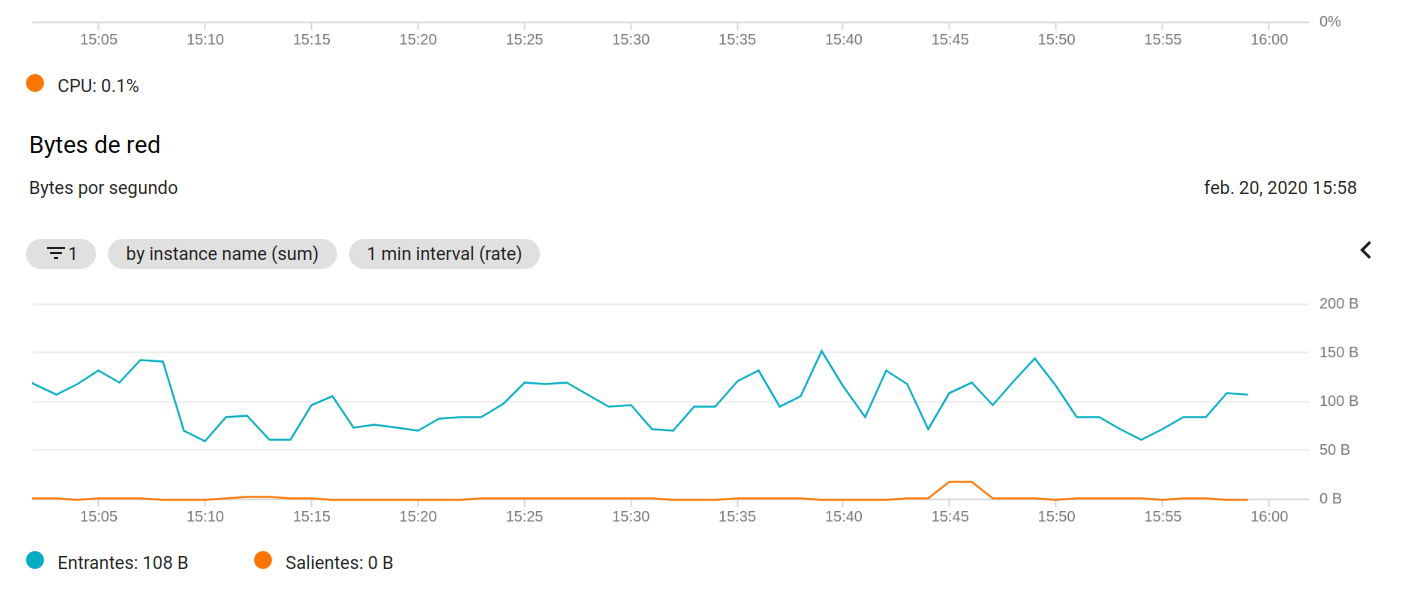 0%
15:05 15:10 15:15 15:20 15:25 15:30 15:35 15:40 15:45 15:50 15:55 16:00
CPU: 0.1%
Bytes de red
Bytes por segundo feb. 20, 2020 15:58
1 by instance name (sum) 1 min interval (rate)
200 B
150 B
100 B
50 B
0 B
15:05 15:10 15:15 15:20 15:25 15:30 15:35 15:40 15:45 15:50 15:55 16:00
Entrantes: 108 B Salientes: 0 B